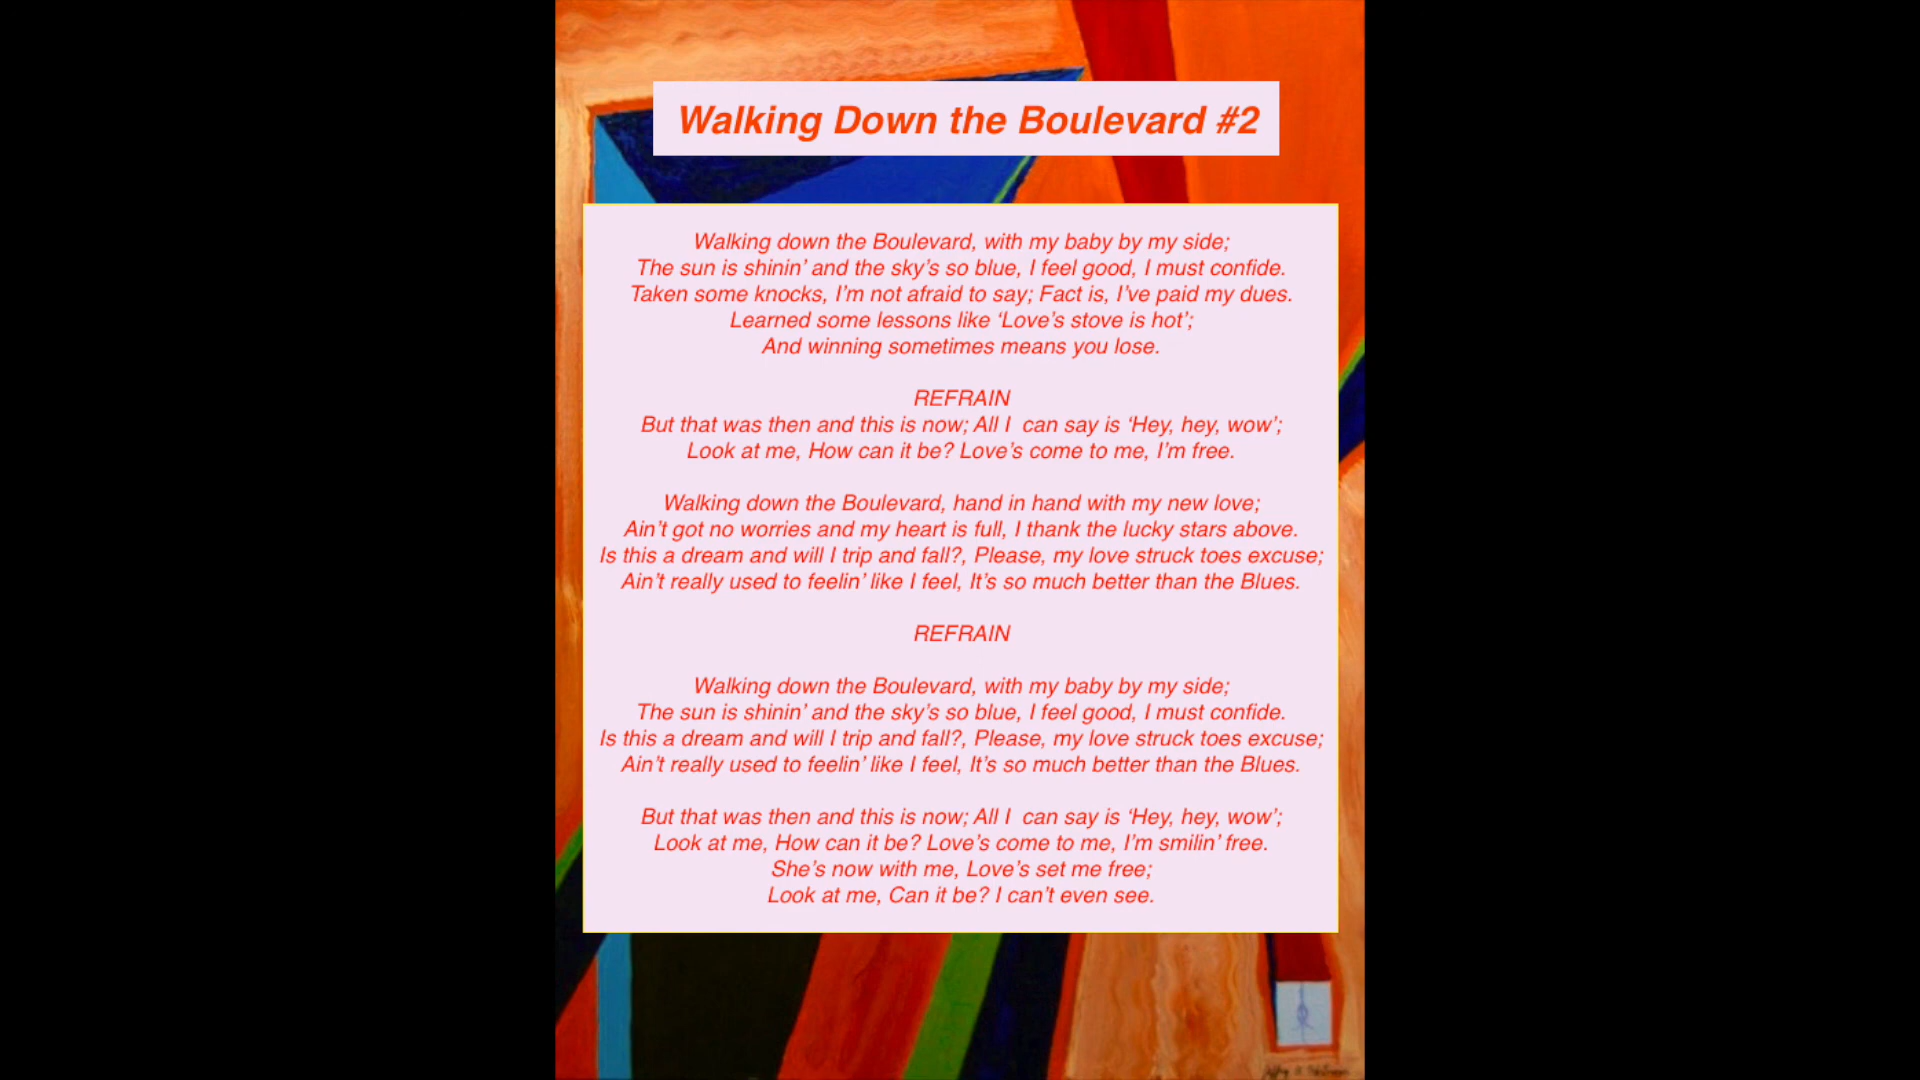 Walking Down the Boulevard #2
Walking down the Boulevard, with my baby by my side;
The sun is shinin’ and the sky’s so blue, I feel good, I must confide.
Taken some knocks, I’m not afraid to say; Fact is, I’ve paid my dues.
Learned some lessons like ‘Love’s stove is hot’;
And winning sometimes means you lose.
REFRAIN
But that was then and this is now; All I  can say is ‘Hey, hey, wow’;
Look at me, How can it be? Love’s come to me, I’m free.
Walking down the Boulevard, hand in hand with my new love;
Ain’t got no worries and my heart is full, I thank the lucky stars above.
Is this a dream and will I trip and fall?, Please, my love struck toes excuse;
Ain’t really used to feelin’ like I feel, It’s so much better than the Blues.
REFRAIN
Walking down the Boulevard, with my baby by my side;
The sun is shinin’ and the sky’s so blue, I feel good, I must confide.
Is this a dream and will I trip and fall?, Please, my love struck toes excuse;
Ain’t really used to feelin’ like I feel, It’s so much better than the Blues.
But that was then and this is now; All I  can say is ‘Hey, hey, wow’;
Look at me, How can it be? Love’s come to me, I’m smilin’ free.
She’s now with me, Love’s set me free;
Look at me, Can it be? I can’t even see.